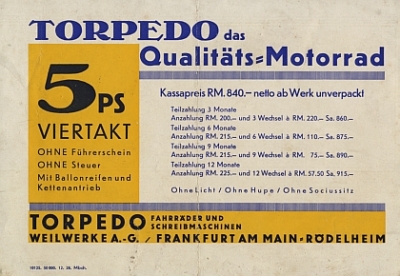 TORPEDO das
Qualitäts=Motorrad
5 PS
VIERTAKT
OHNE Führerschein
OHNE Steuer
Mit Ballonreifen und
Kettenantrieb
Kassapreis RM. 840.— netto ab Werk unverpackt
Teilzahlung 3 Monate
Anzahlung RM. 200.— und 3 Wechsel à RM. 220.— Sa. 860.—
Teilzahlung 6 Monate
Anzahlung RM. 215.— und 6 Wechsel à RM. 110.— Sa. 875.—
Teilzahlung 9 Monate
Anzahlung RM. 215.— und 9 Wechsel à RM. 75.— Sa. 890.—
Teilzahlung 12 Monate
Anzahlung RM. 225.— und 12 Wechsel à RM. 57.50 Sa. 915.—
Ohne Licht / Ohne Hupe / Ohne Sociussitz
TORPEDO FAHRRÄDER UND
SCHREIBMASCHINEN
WEILWERKE A.-G. / FRANKFURT AM MAIN-RÖDELHEIM